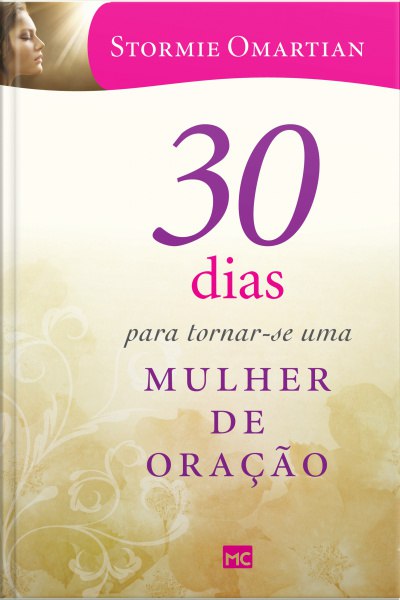 Stormie Omartian
30
dias
para tornar-se uma
MULHER
DE
ORAÇÃO
MC